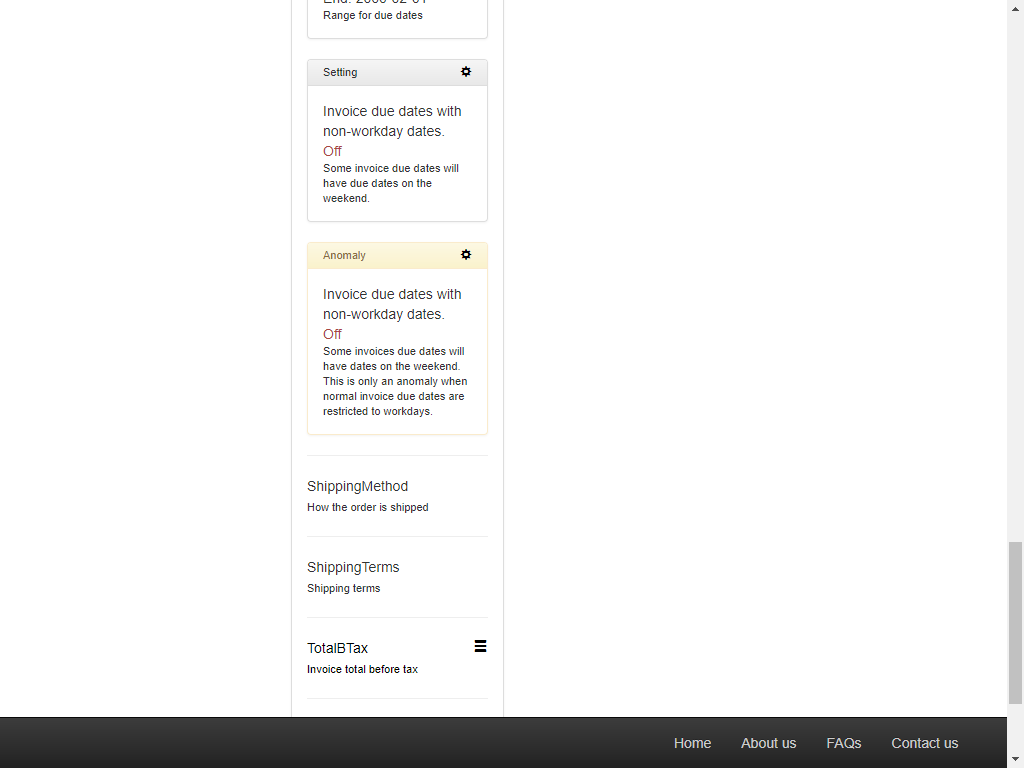 Range for due dates
Setting
Invoice due dates with
non-workday dates.
Off
Some invoice due dates will
have due dates on the
weekend.
Anomaly
Invoice due dates with
non-workday dates.
Off
Some invoices due dates will
have dates on the weekend.
This is only an anomaly when
normal invoice due dates are
restricted to workdays.
ShippingMethod
How the order is shipped
ShippingTerms
Shipping terms
TotalBTax
Invoice total before tax
Home About us FAQs Contact us